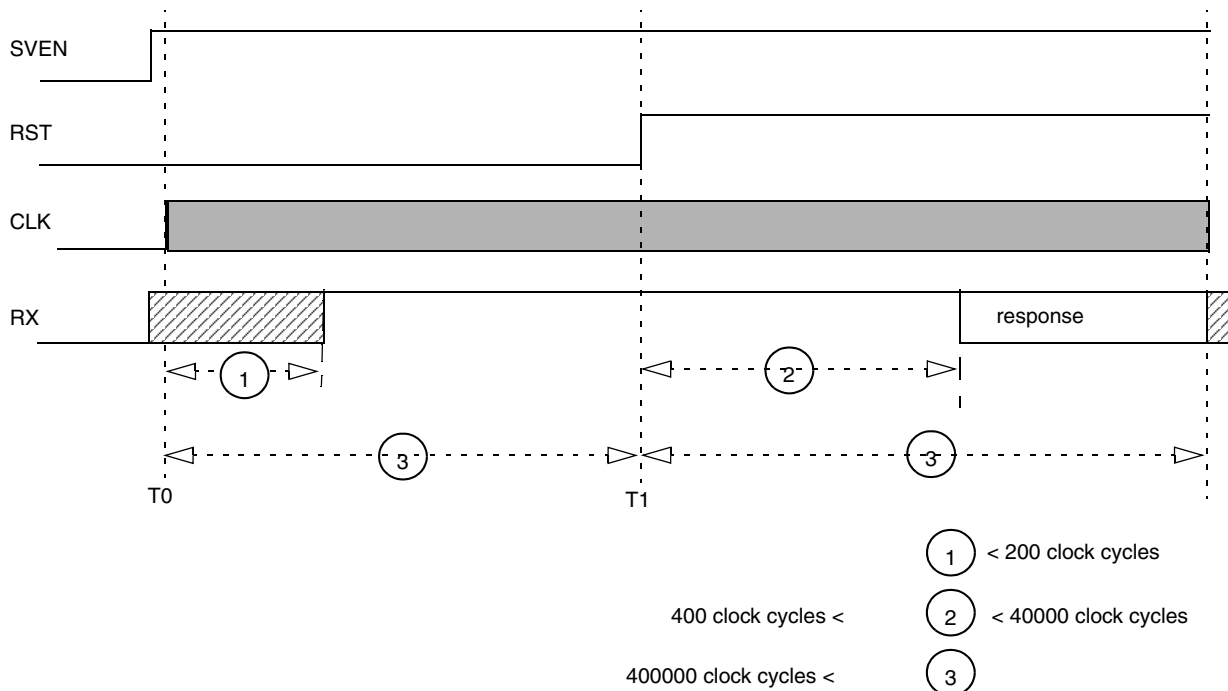 SVEN
RST
CLK
RX
response
1
2
3
3
T0
T1
1 < 200 clock cycles
400 clock cycles < 2 < 40000 clock cycles
400000 clock cycles < 3